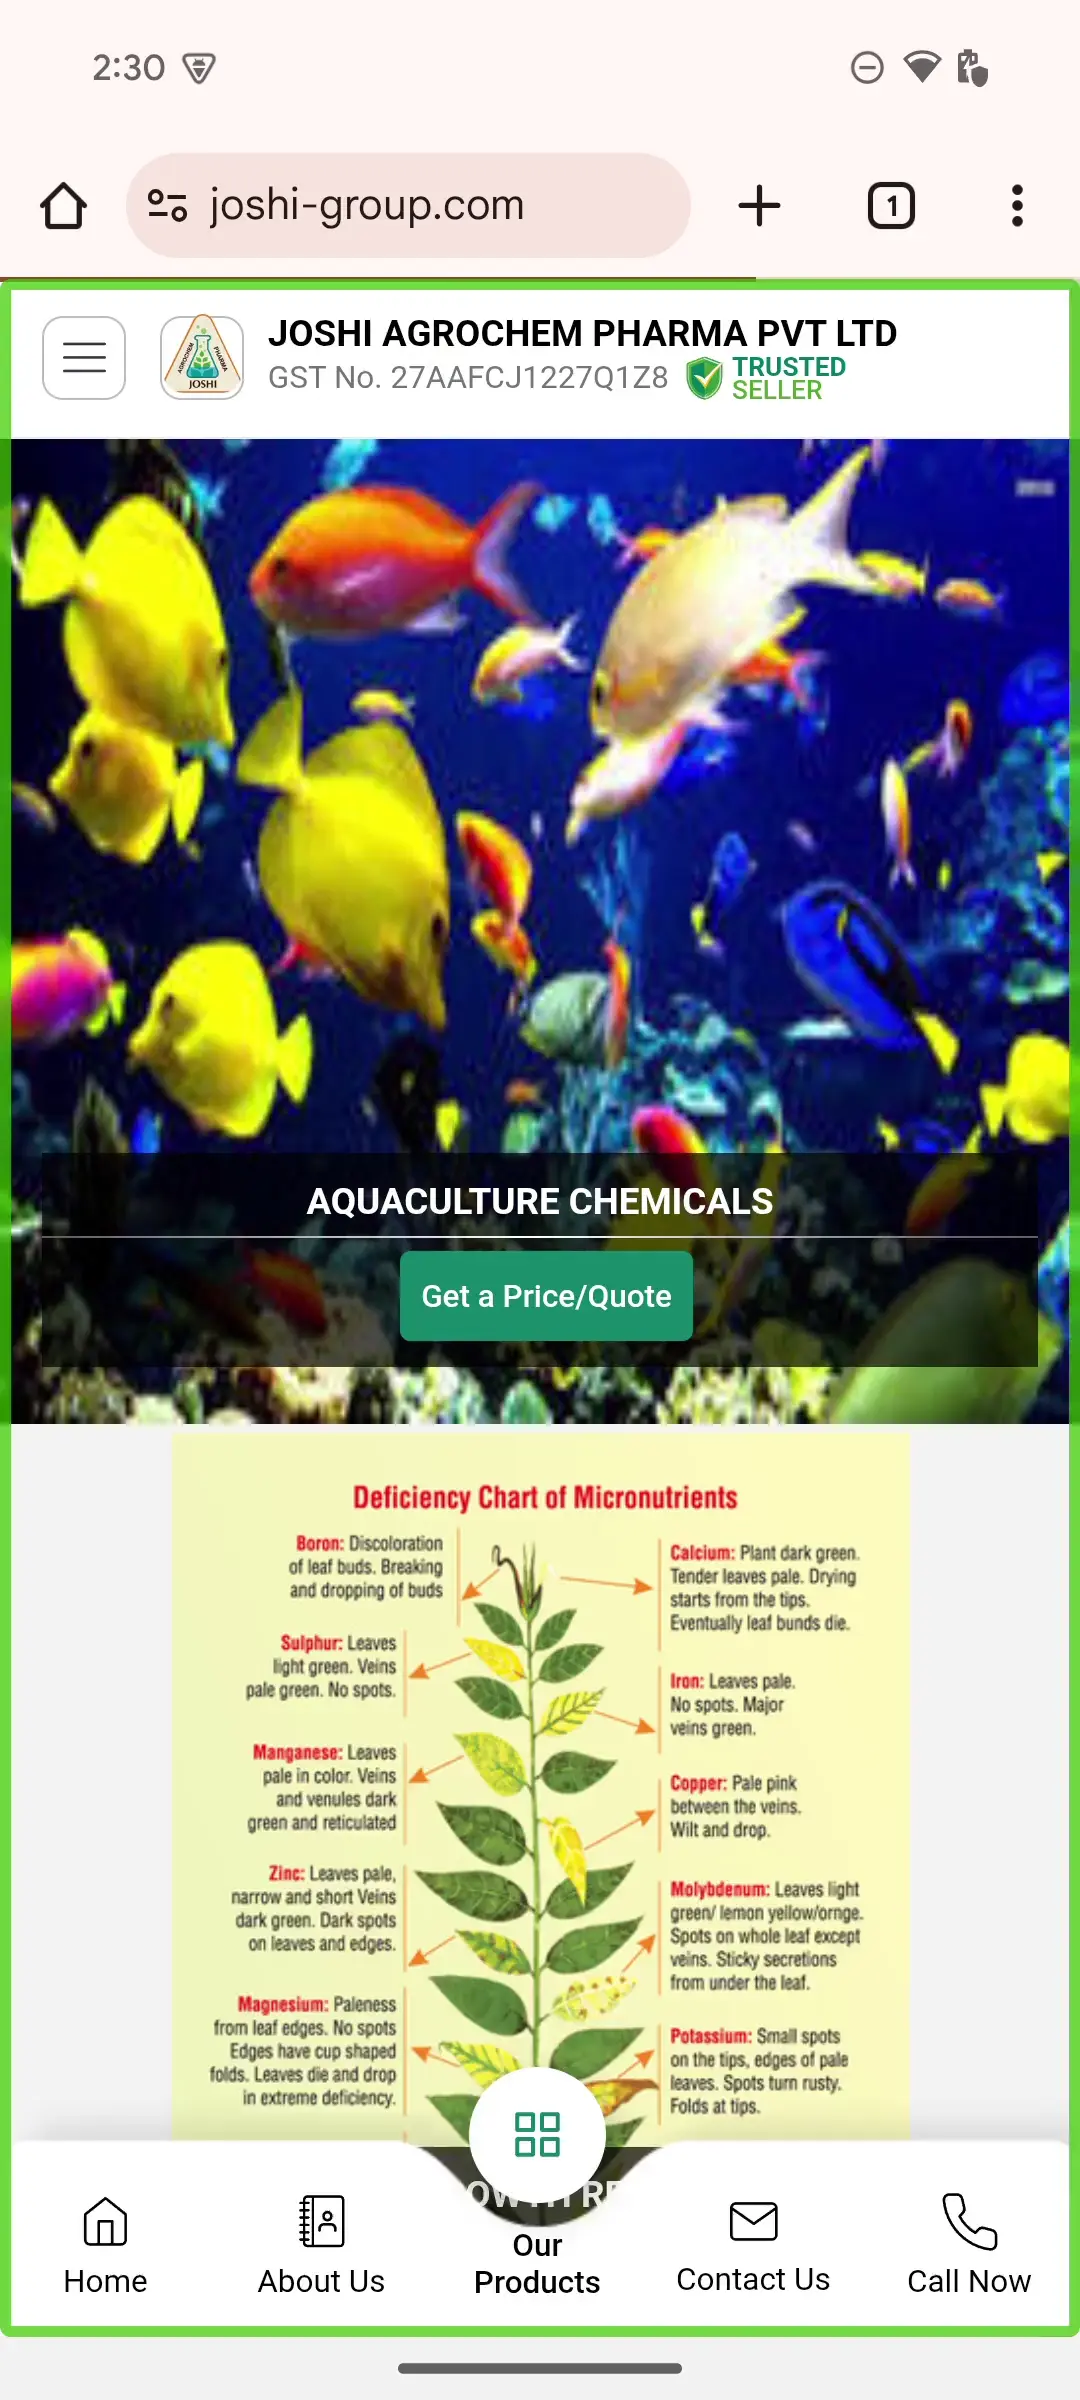 2:30
joshi-group.com
1
JOSHI AGROCHEM PHARMA PVT LTD
GST No. 27AAFCJ1227Q1Z8
TRUSTED
SELLER
AGROCHEM
PHARMA
JOSHI
AQUACULTURE CHEMICALS
Get a Price/Quote
Deficiency Chart of Micronutrients
Boron: Discoloration
of leaf buds. Breaking
and dropping of buds
Calcium: Plant dark green.
Tender leaves pale. Drying
starts from the tips.
Eventually leaf bunds die.
Sulphur: Leaves
light green. Veins
pale green. No spots.
Iron: Leaves pale.
No spots. Major
veins green.
Manganese: Leaves
pale in color. Veins
and venules dark
green and reticulated
Copper: Pale pink
between the veins.
Wilt and drop.
Zinc: Leaves pale,
narrow and short Veins
dark green. Dark spots
on leaves and edges.
Molybdenum: Leaves light
green/ lemon yellow/ornge.
Spots on whole leaf except
veins. Sticky secretions
from under the leaf.
Magnesium: Paleness
from leaf edges. No spots
Edges have cup shaped
folds. Leaves die and drop
in extreme deficiency.
Potassium: Small spots
on the tips, edges of pale
leaves. Spots turn rusty.
Folds at tips.
Home
About Us
Our
Products
Contact Us
Call Now